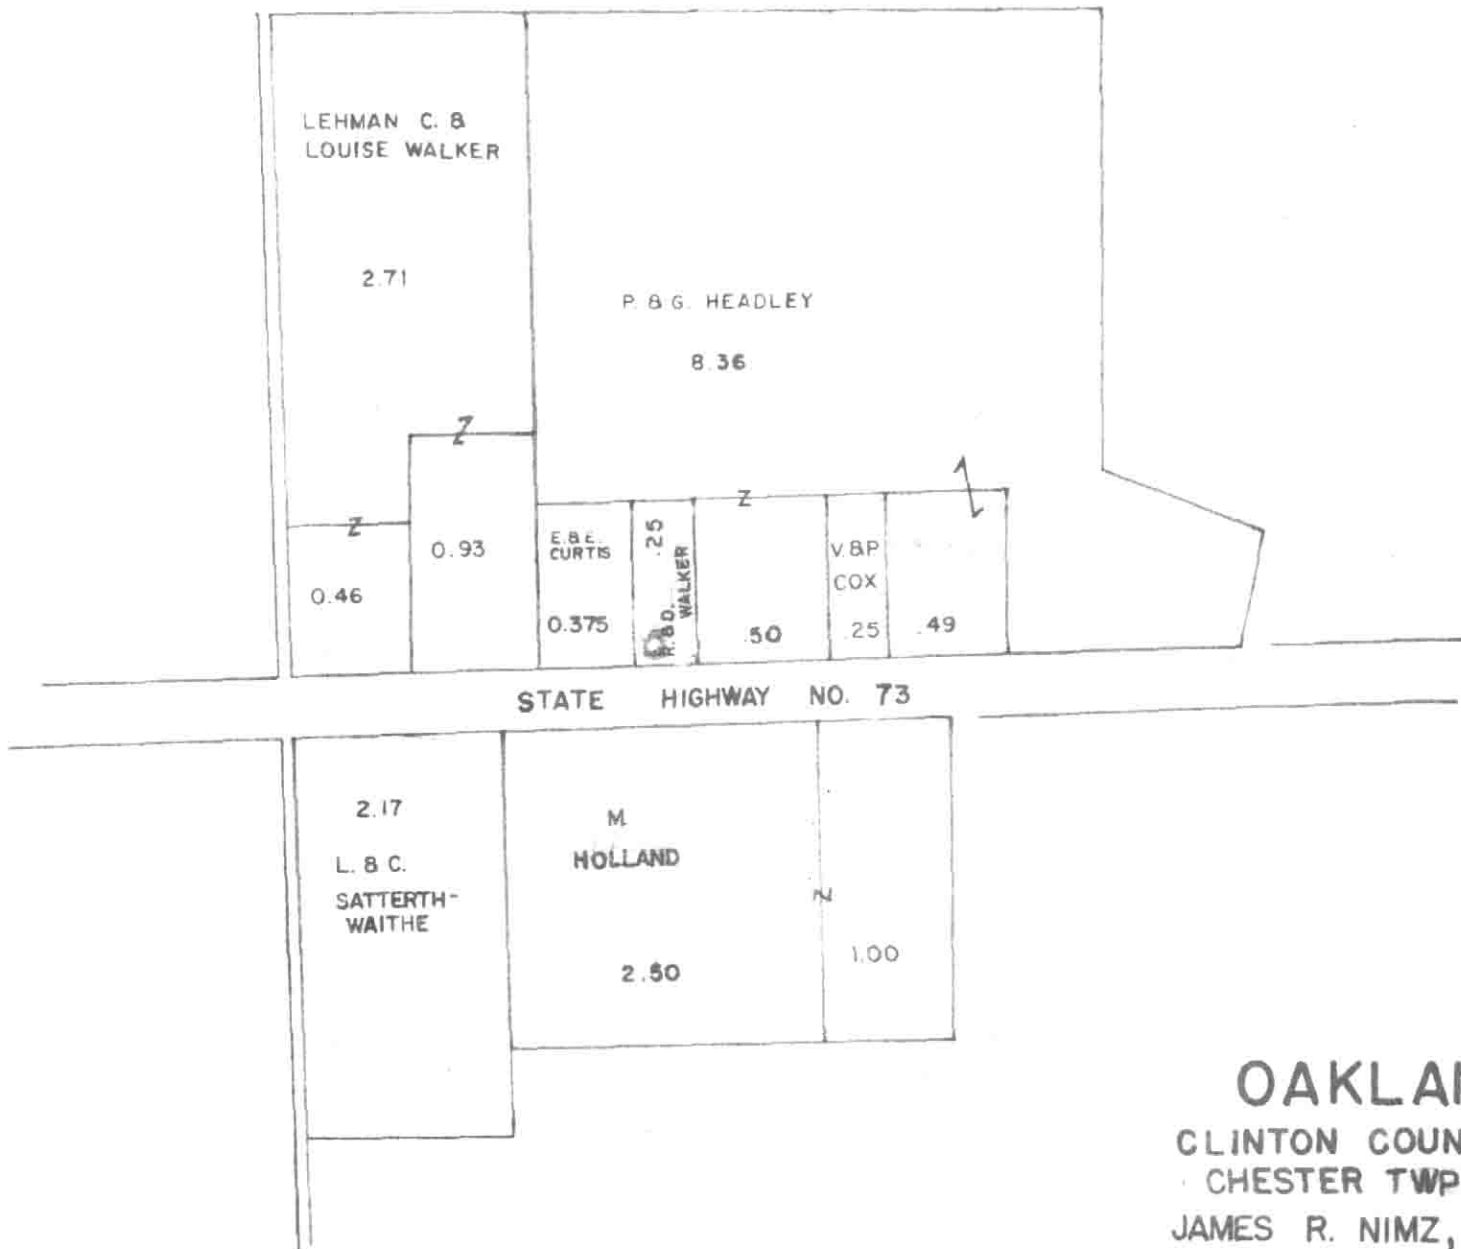 LEHMAN C. &
LOUISE WALKER
2.71
P. & G. HEADLEY
8.36
Z
Z
Z
0.46
0.93
E. & E.
CURTIS
0.375
.25
R. & D.
WALKER
.50
V. & P.
COX
.25
.49
STATE HIGHWAY NO. 73
2.17
L. & C.
SATTERTH-
WAITHE
M
HOLLAND
2.50
Z
1.00
OAKLAN
CLINTON COUN
CHESTER TWP
JAMES R. NIMZ,